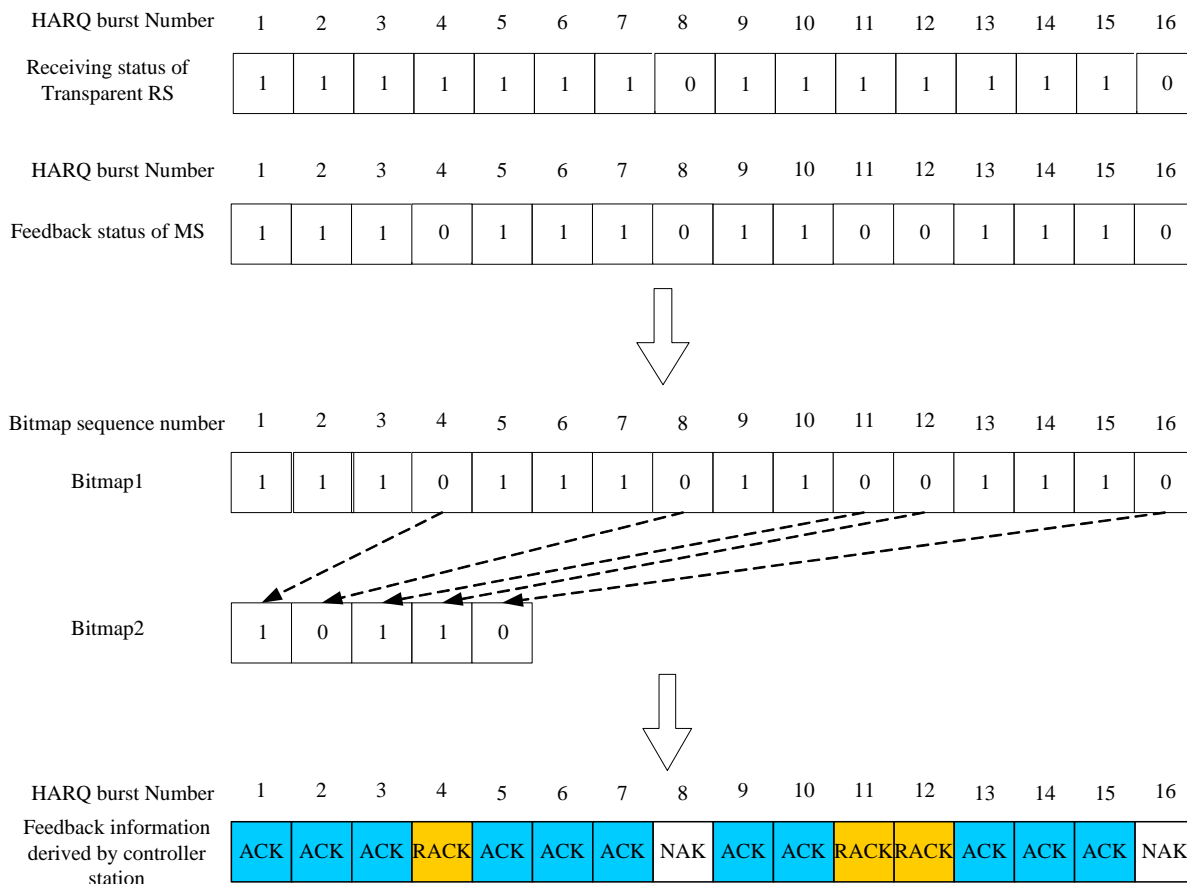 HARQ burst Number 1 2 3 4 5 6 7 8 9 10 11 12 13 14 15 16
Receiving status of
Transparent RS
1 1 1 1 1 1 1 0 1 1 1 1 1 1 1 0
HARQ burst Number 1 2 3 4 5 6 7 8 9 10 11 12 13 14 15 16
Feedback status of MS 1 1 1 0 1 1 1 0 1 1 0 0 1 1 1 0
Bitmap sequence number 1 2 3 4 5 6 7 8 9 10 11 12 13 14 15 16
Bitmap1 1 1 1 0 1 1 1 0 1 1 0 0 1 1 1 0
Bitmap2 1 0 1 1 0
HARQ burst Number 1 2 3 4 5 6 7 8 9 10 11 12 13 14 15 16
Feedback information
derived by controller
station
ACK ACK ACK RACK ACK ACK ACK NAK ACK ACK RACK RACK ACK ACK ACK NAK